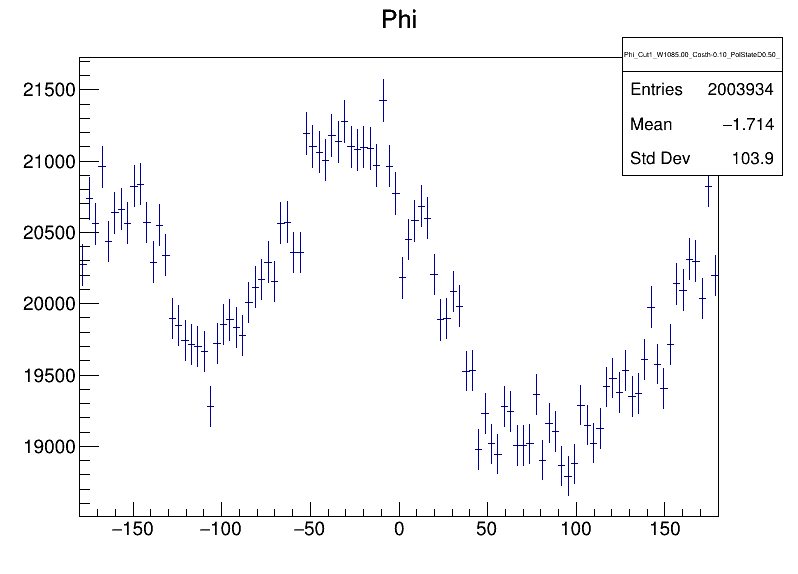 Phi
Phi_Cut1_W1085.00_Costh-0.10_PolStateD0.50_
Entries 2003934
Mean −1.714
Std Dev 103.9
21500
21000
20500
20000
19500
19000
−150 −100 −50 0 50 100 150